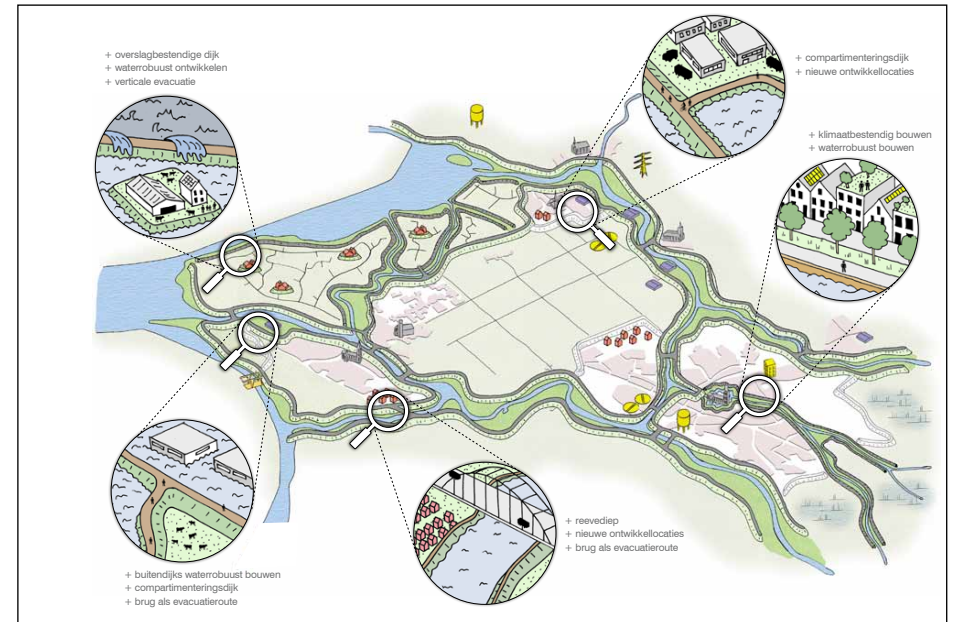 + overslagbestendige dijk
+ waterrobuust ontwikkelen
+ verticale evacuatie
+ compartimenteringsdijk
+ nieuwe ontwikkellocaties
+ klimaatbestendig bouwen
+ waterrobuust bouwen
+ reevediep
+ nieuwe ontwikkellocaties
+ brug als evacuatieroute
+ buitendijks waterrobuust bouwen
+ compartimenteringsdijk
+ brug als evacuatieroute